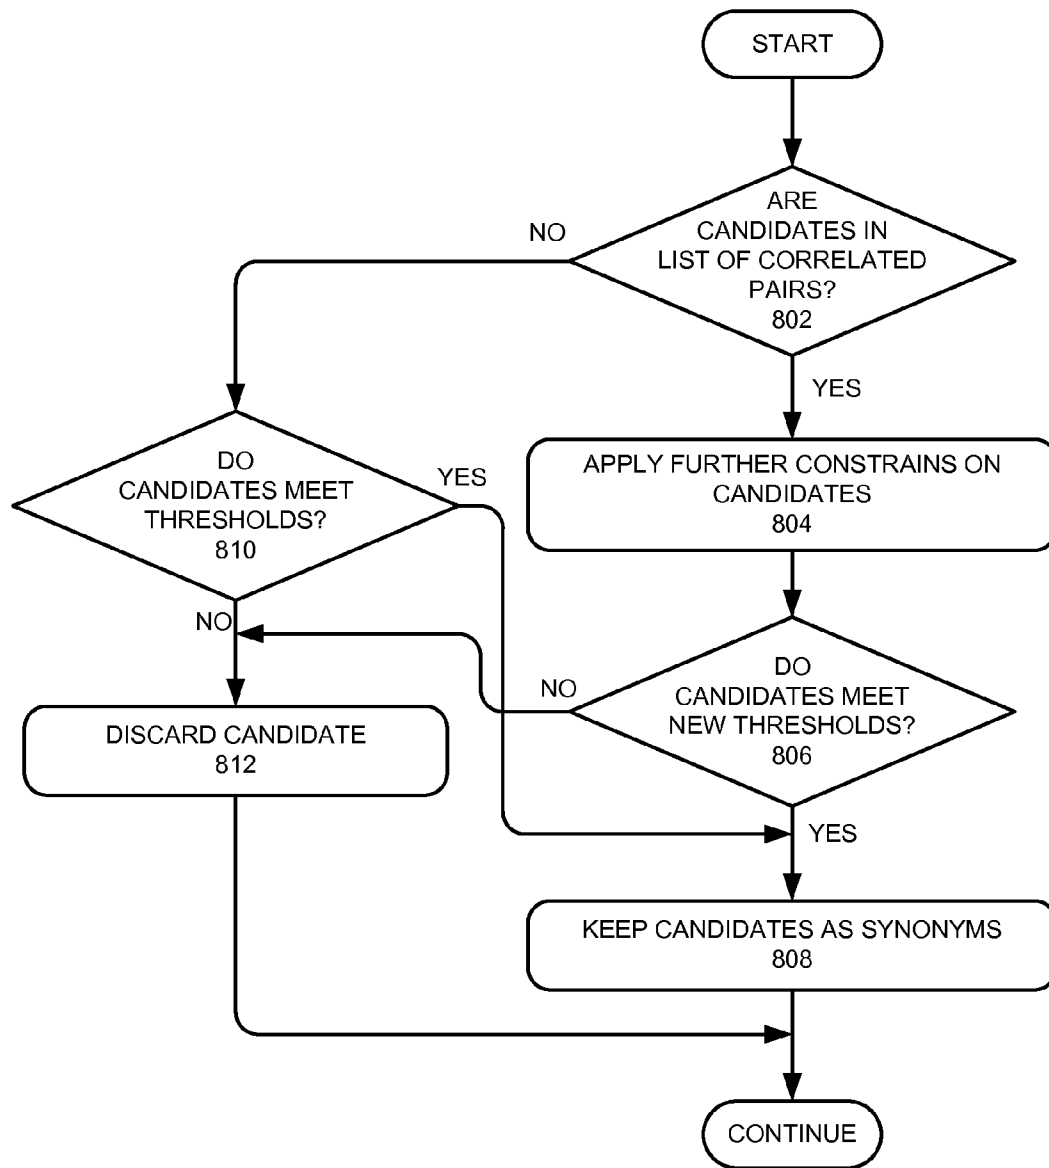 START
ARE
CANDIDATES IN
LIST OF CORRELATED
PAIRS?
802
NO
YES
APPLY FURTHER CONSTRAINS ON
CANDIDATES
804
DO
CANDIDATES MEET
THRESHOLDS?
810
YES
NO
DO
CANDIDATES MEET
NEW THRESHOLDS?
806
NO
YES
DISCARD CANDIDATE
812
KEEP CANDIDATES AS SYNONYMS
808
CONTINUE